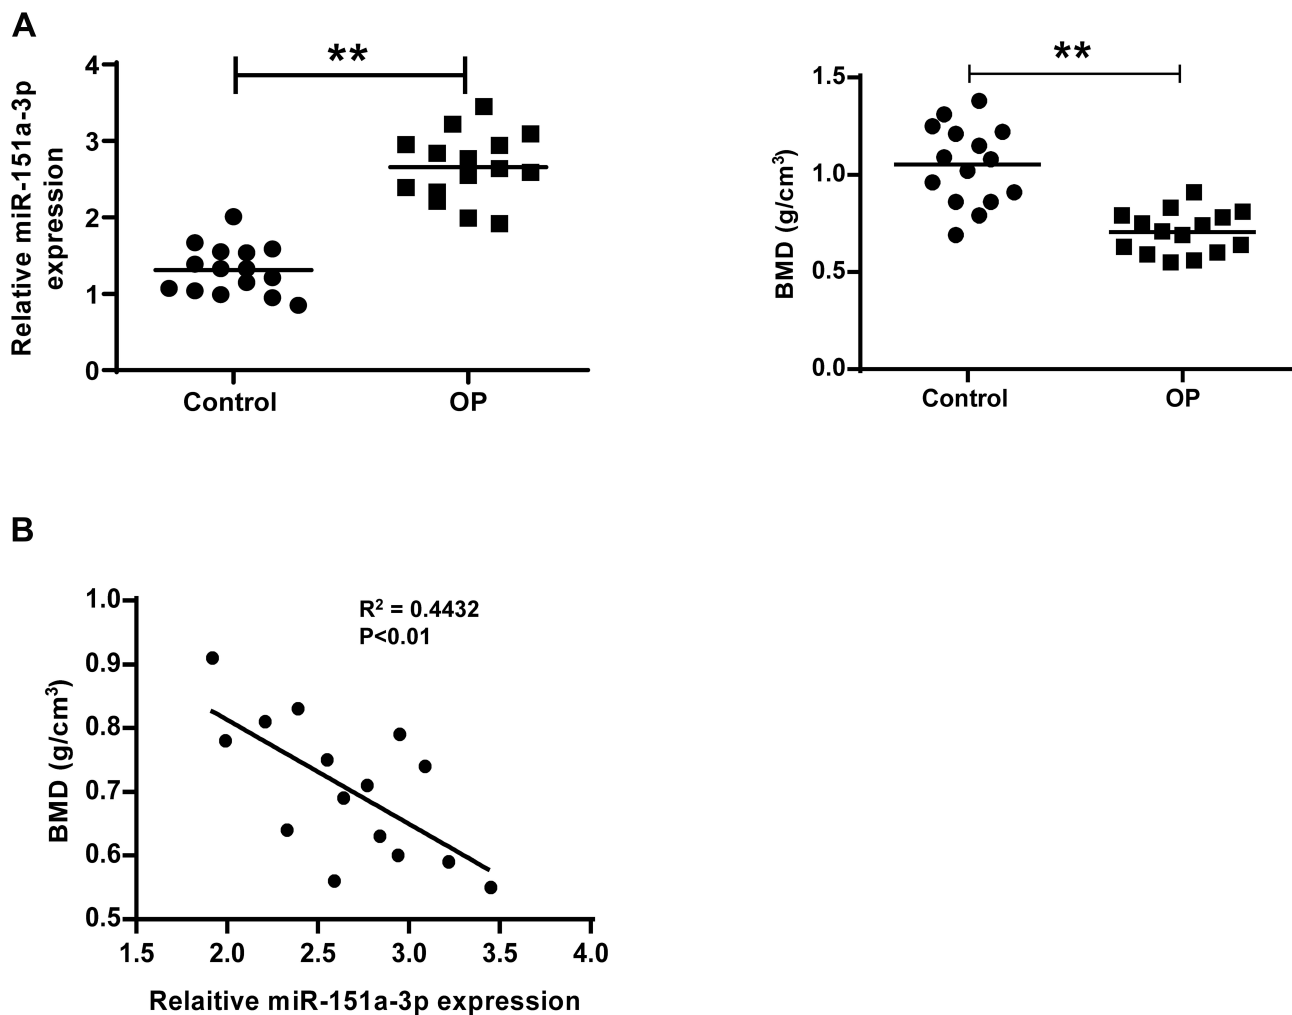 A
**
4
3
2
1
0
Relative miR-151a-3p
expression
Control
OP
**
1.5
1.0
0.5
0.0
BMD (g/cm³)
Control
OP
B
1.0
0.9
0.8
0.7
0.6
0.5
BMD (g/cm³)
R² = 0.4432
P<0.01
1.5 2.0 2.5 3.0 3.5 4.0
Relaitive miR-151a-3p expression